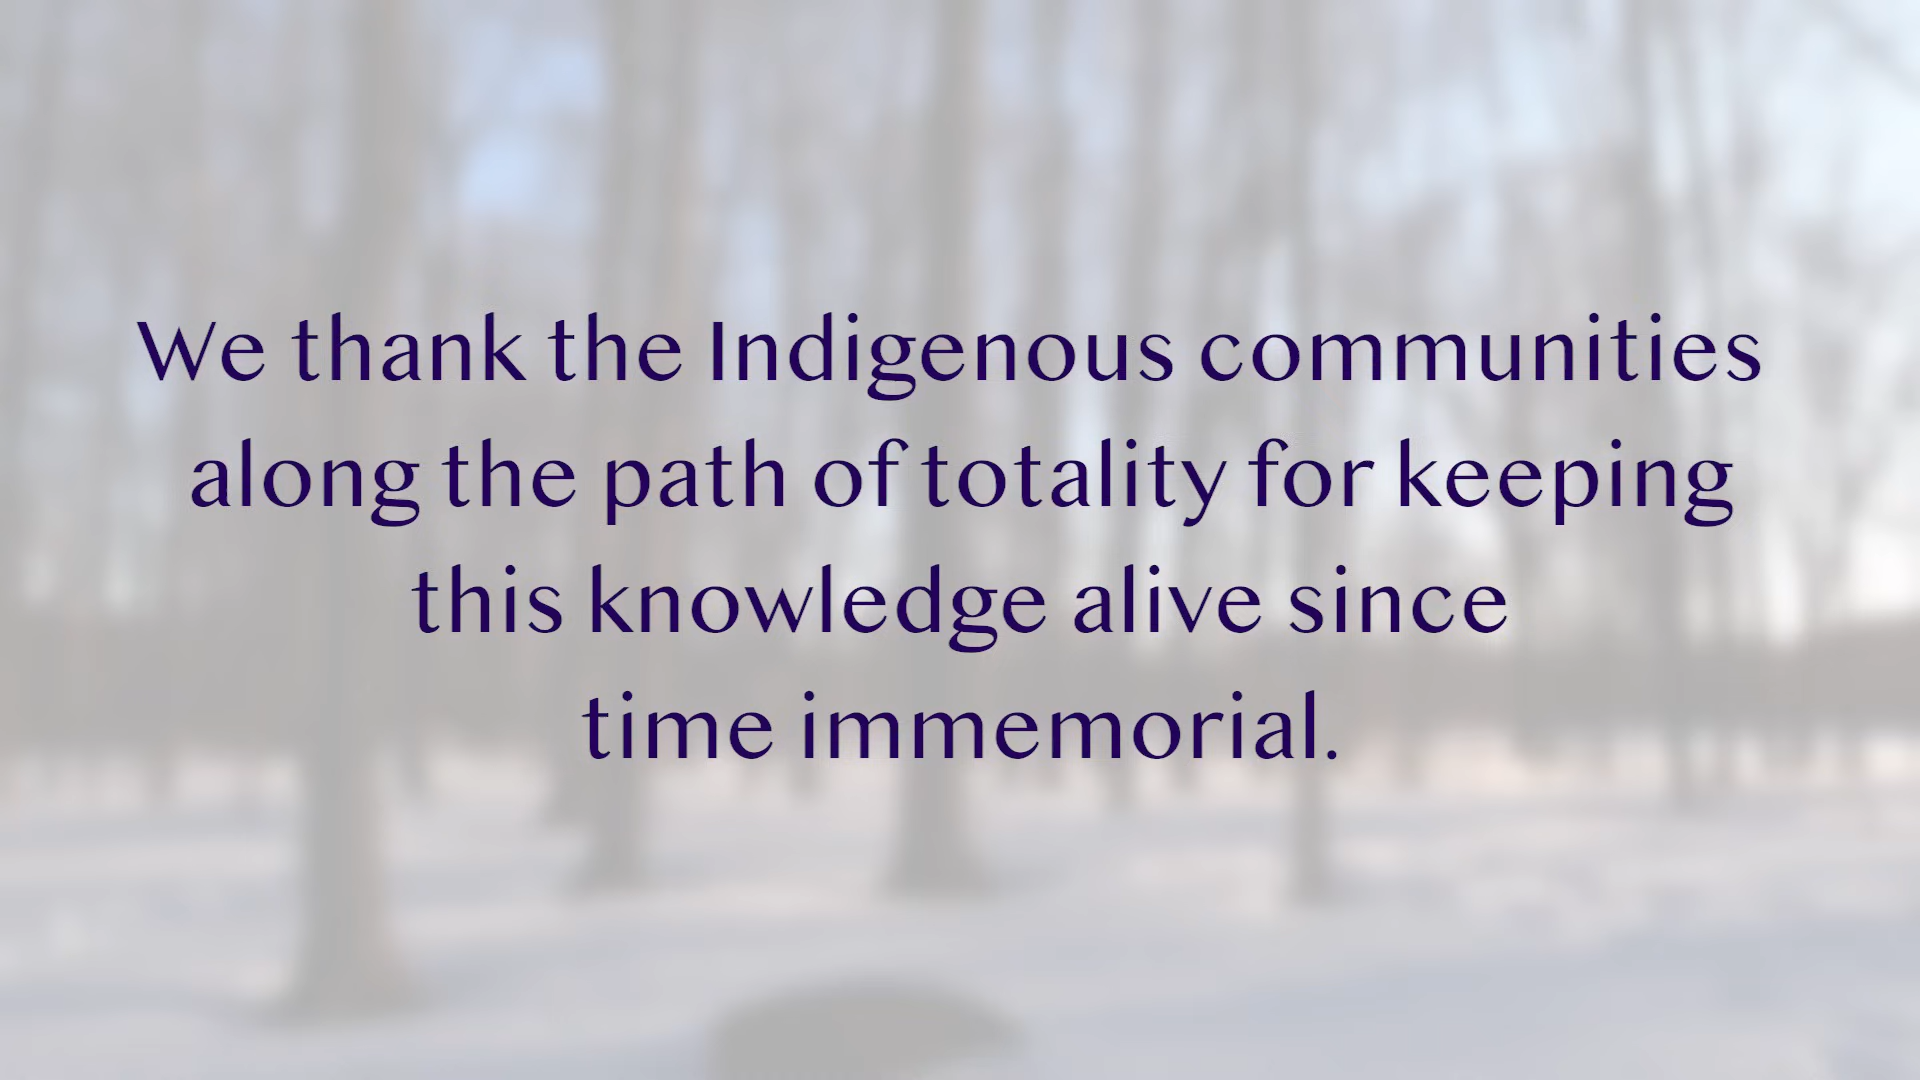 We thank the Indigenous communities
along the path of totality for keeping
this knowledge alive since
time immemorial.